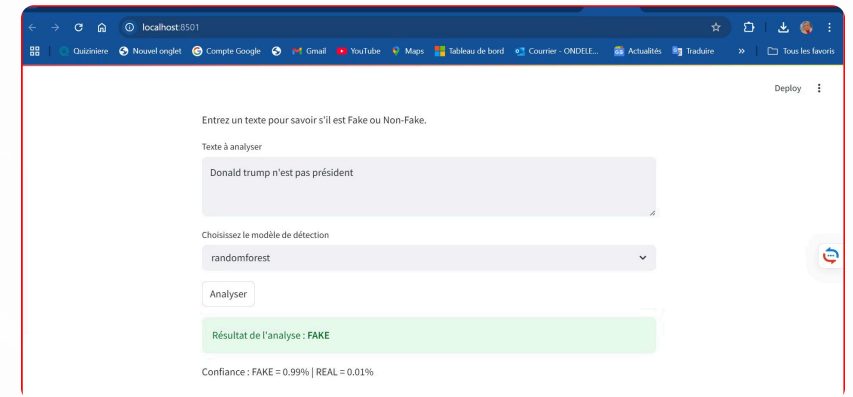 localhost:8501
Quiziniere Nouvel onglet Compte Google Gmail YouTube Maps Tableau de bord Courrier - ONDELE... Actualités Traduire » Tous les favoris
Deploy
Entrez un texte pour savoir s'il est Fake ou Non-Fake.
Texte à analyser
Donald trump n'est pas président
Choisissez le modèle de détection
randomforest
Analyser
Résultat de l'analyse : FAKE
Confiance : FAKE = 0.99% | REAL = 0.01%